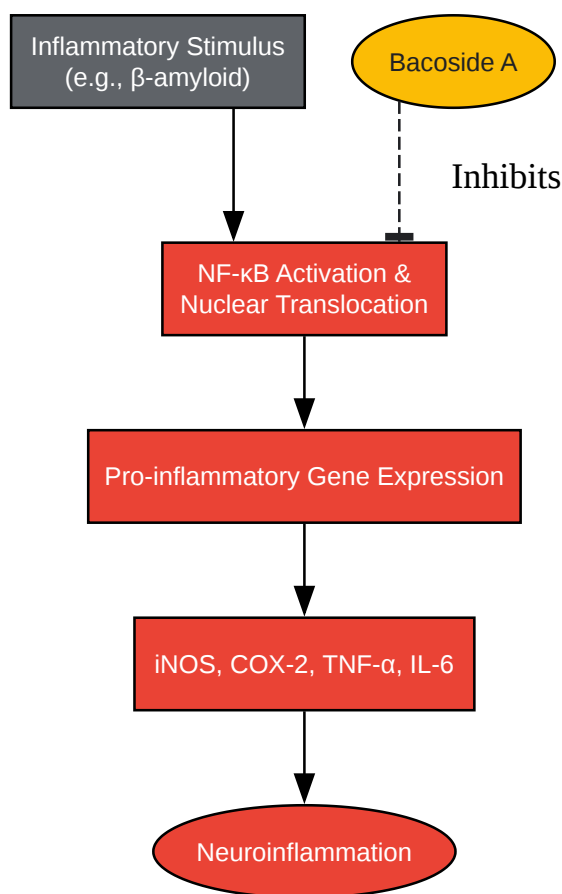 Inflammatory Stimulus
(e.g., β-amyloid)
Bacoside A
Inhibits
NF-κB Activation &
Nuclear Translocation
Pro-inflammatory Gene Expression
iNOS, COX-2, TNF-α, IL-6
Neuroinflammation